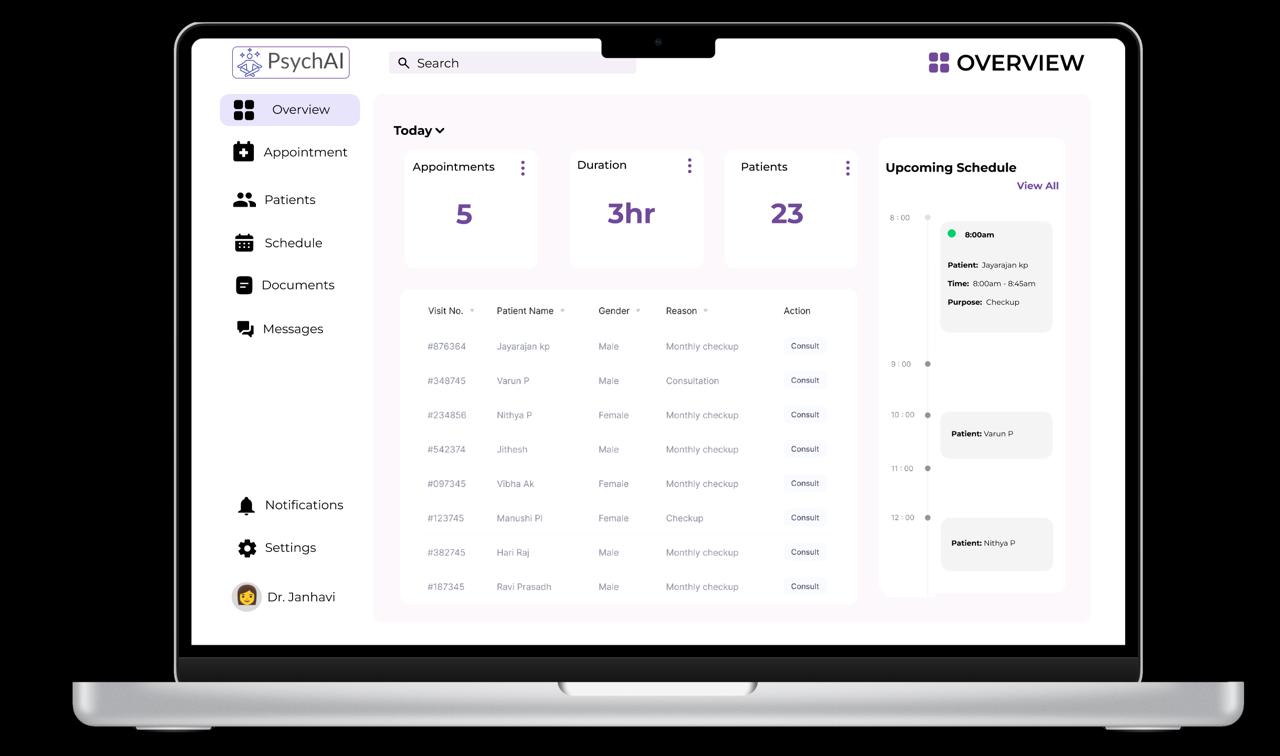 PsychAI
Search
OVERVIEW
Overview
Appointment
Patients
Schedule
Documents
Messages
Notifications
Settings
Dr. Janhavi
Today
Appointments
5
Duration
3hr
Patients
23
Visit No. Patient Name Gender Reason Action
#876364 Jayarajan kp Male Monthly checkup Consult
#348745 Varun P Male Consultation Consult
#234856 Nithya P Female Monthly checkup Consult
#542374 Jithesh Male Monthly checkup Consult
#097345 Vibha Ak Female Monthly checkup Consult
#123745 Manushi Pl Female Checkup Consult
#382745 Hari Raj Male Monthly checkup Consult
#187345 Ravi Prasadh Male Monthly checkup Consult
Upcoming Schedule
View All
8 : 00
8:00am
Patient: Jayarajan kp
Time: 8:00am - 8:45am
Purpose: Checkup
9 : 00
10 : 00
Patient: Varun P
11 : 00
12 : 00
Patient: Nithya P